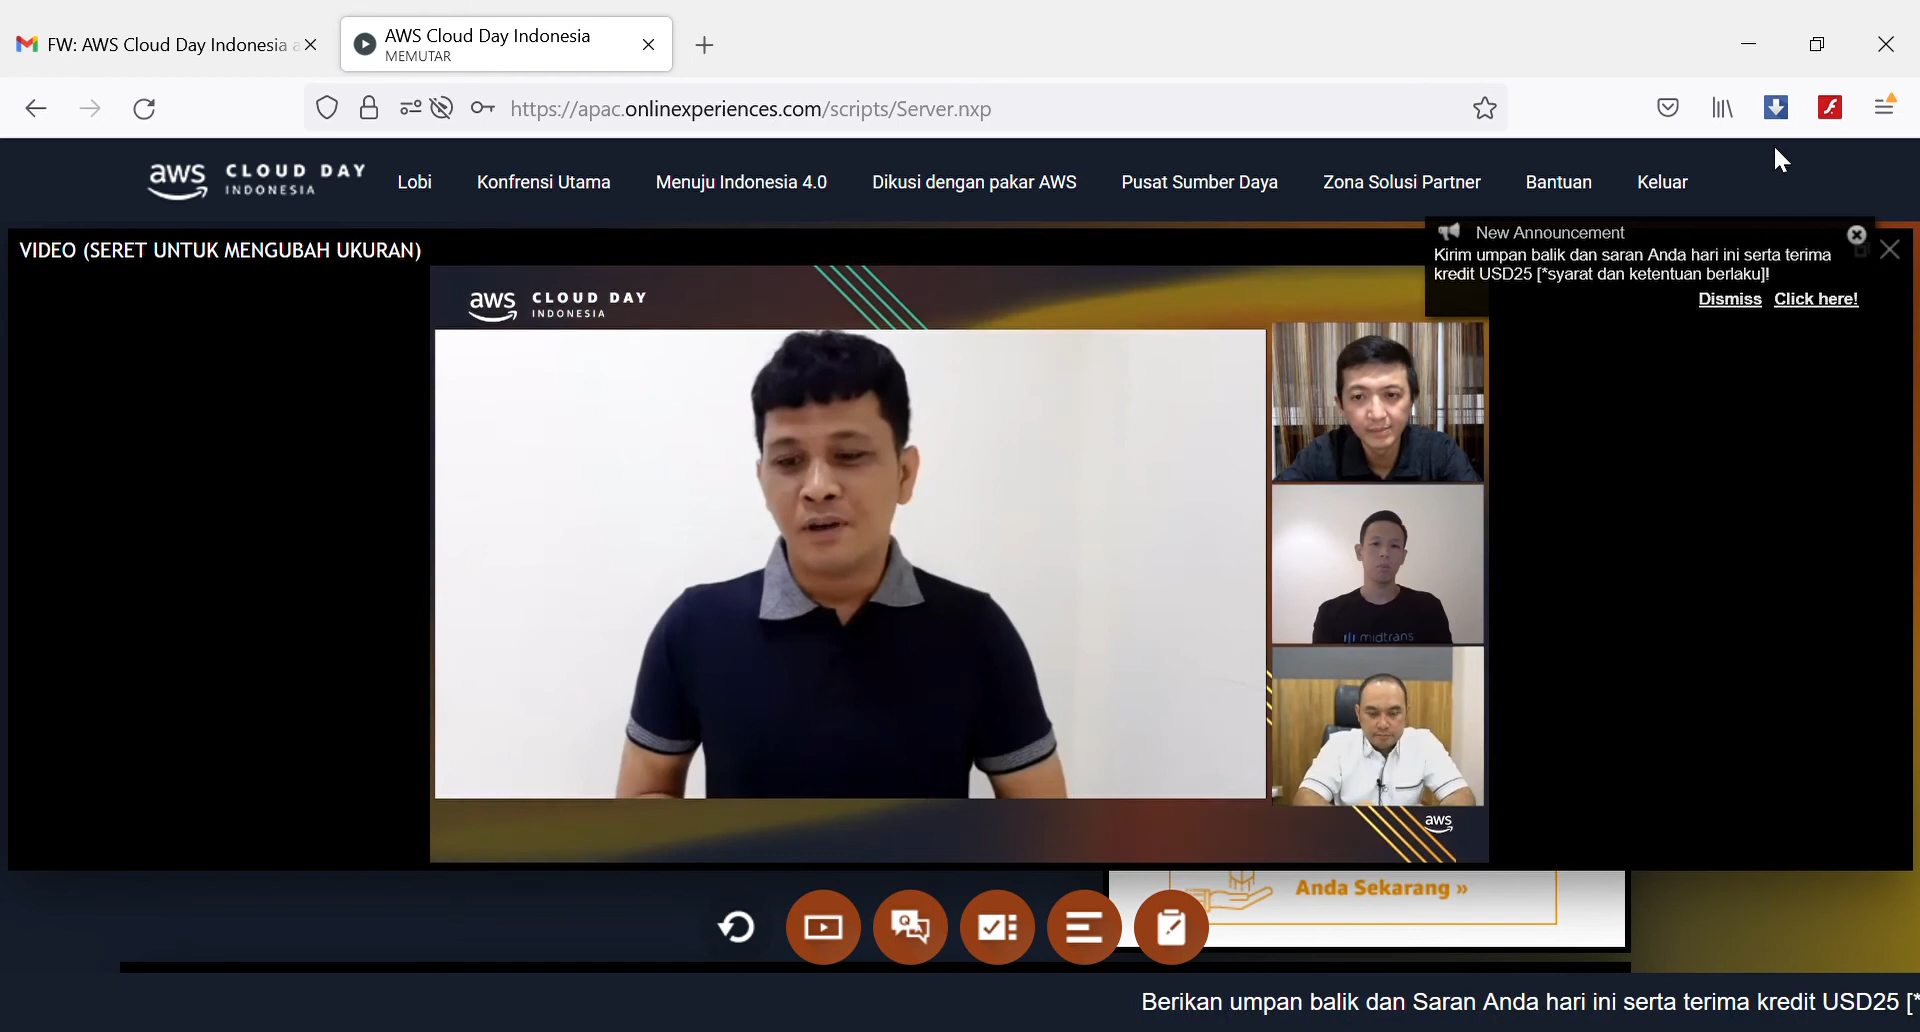 FW: AWS Cloud Day Indonesia
AWS Cloud Day Indonesia
MEMUTAR
https://apac.onlinexperiences.com/scripts/Server.nxp
aws CLOUD DAY
INDONESIA
Lobi
Konfrensi Utama
Menuju Indonesia 4.0
Dikusi dengan pakar AWS
Pusat Sumber Daya
Zona Solusi Partner
Bantuan
Keluar
VIDEO (SERET UNTUK MENGUBAH UKURAN)
New Announcement
Kirim umpan balik dan saran Anda hari ini serta terima
kredit USD25 [*syarat dan ketentuan berlaku]!
Dismiss Click here!
aws CLOUD DAY
INDONESIA
midtrans
aws
Anda Sekarang »
Berikan umpan balik dan Saran Anda hari ini serta terima kredit USD25 [*